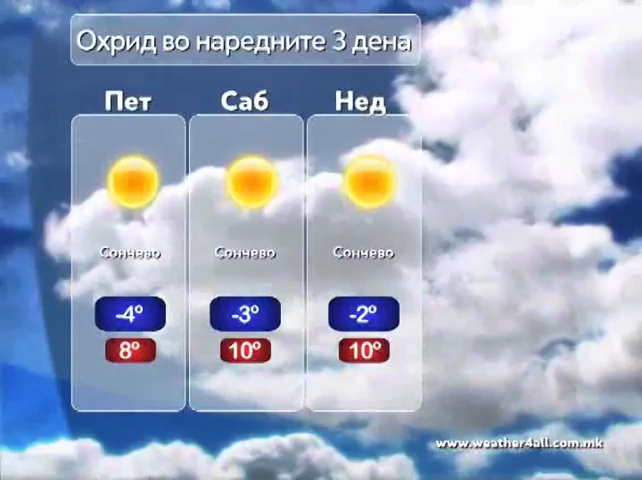 Охрид во наредните 3 дена
Пет Саб Нед
Сончево Сончево Сончево
-4° -3° -2°
8° 10° 10°
www.weather4all.com.mk